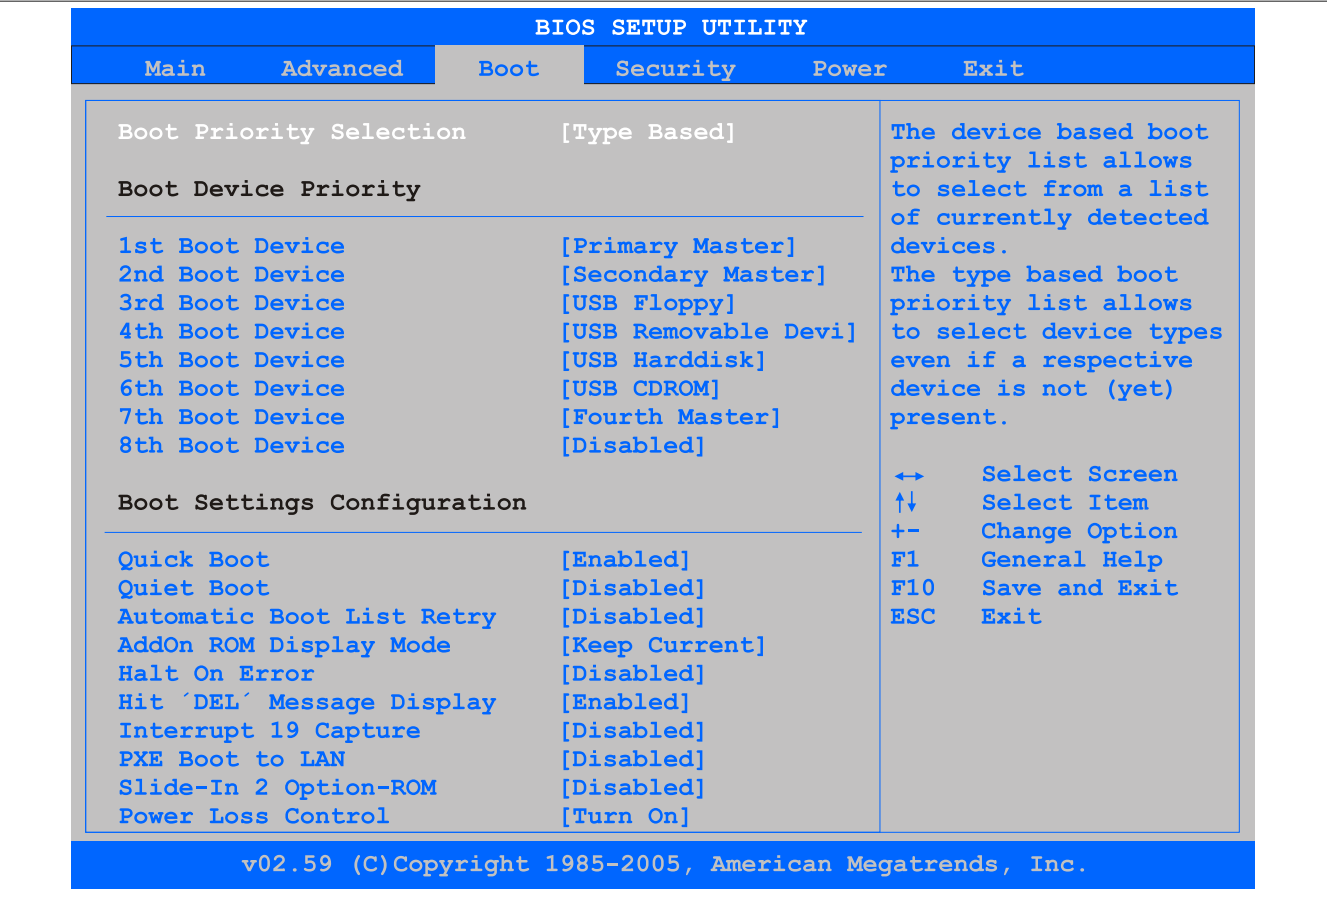 BIOS SETUP UTILITY
Main Advanced Boot Security Power Exit
Boot Priority Selection [Type Based]
Boot Device Priority
1st Boot Device [Primary Master]
2nd Boot Device [Secondary Master]
3rd Boot Device [USB Floppy]
4th Boot Device [USB Removable Devi]
5th Boot Device [USB Harddisk]
6th Boot Device [USB CDROM]
7th Boot Device [Fourth Master]
8th Boot Device [Disabled]
Boot Settings Configuration
Quick Boot [Enabled]
Quiet Boot [Disabled]
Automatic Boot List Retry [Disabled]
AddOn ROM Display Mode [Keep Current]
Halt On Error [Disabled]
Hit ´DEL´ Message Display [Enabled]
Interrupt 19 Capture [Disabled]
PXE Boot to LAN [Disabled]
Slide-In 2 Option-ROM [Disabled]
Power Loss Control [Turn On]
The device based boot
priority list allows
to select from a list
of currently detected
devices.
The type based boot
priority list allows
to select device types
even if a respective
device is not (yet)
present.
↔ Select Screen
↑↓ Select Item
+- Change Option
F1 General Help
F10 Save and Exit
ESC Exit
v02.59 (C)Copyright 1985-2005, American Megatrends, Inc.